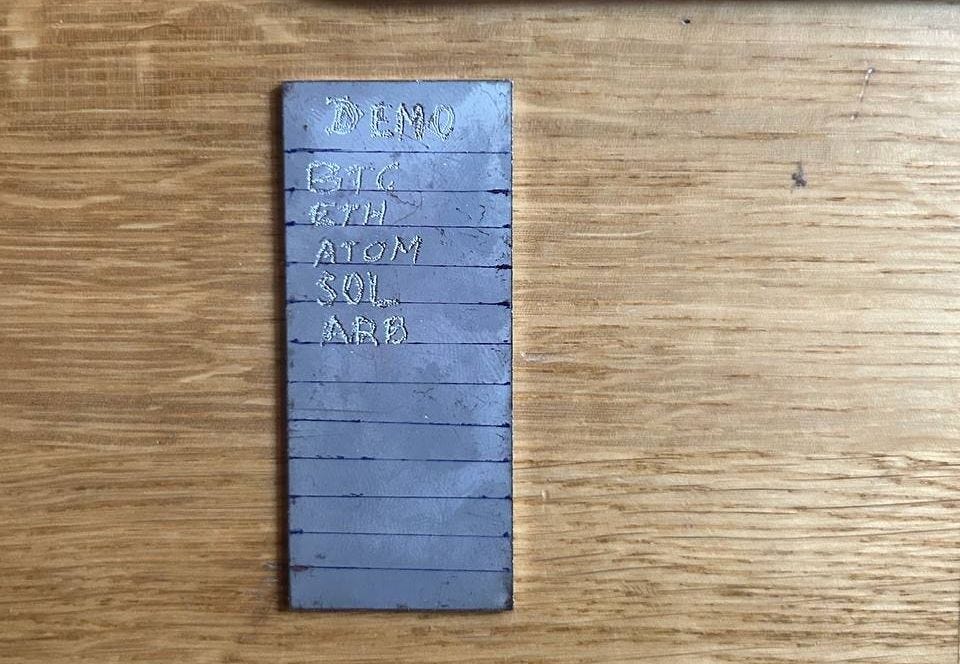 DEMO
BTC
ETH
ATOM
SOL
ARB